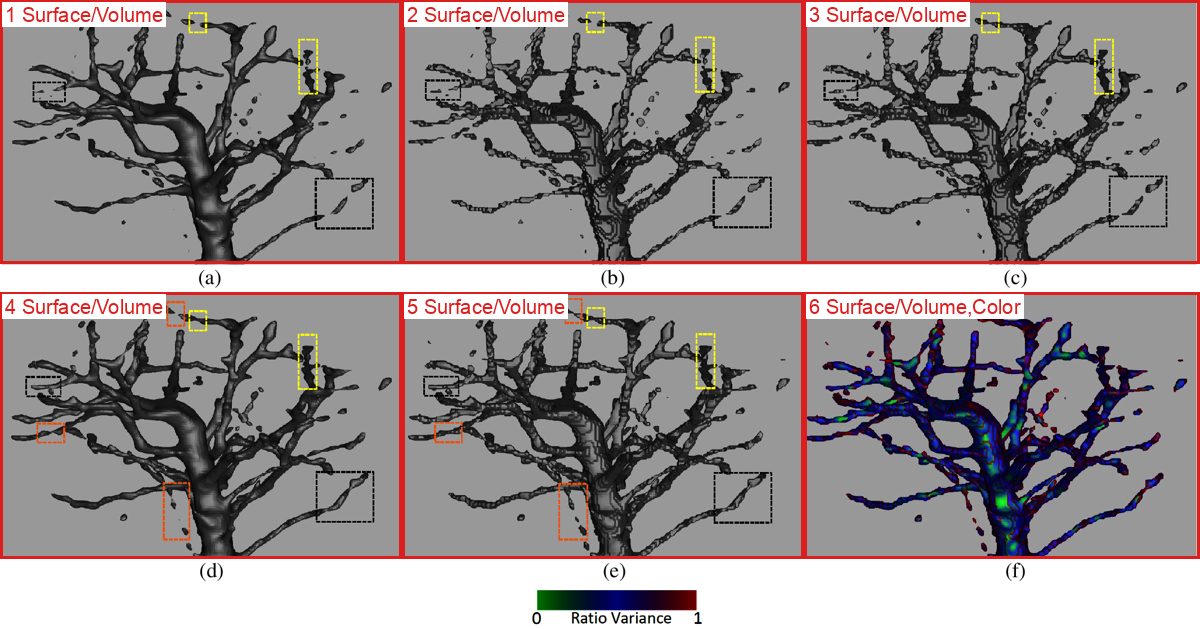 1 Surface/Volume
2 Surface/Volume
3 Surface/Volume
(a)
(b)
(c)
4 Surface/Volume
5 Surface/Volume
6 Surface/Volume,Color
(d)
(e)
(f)
0 Ratio Variance 1